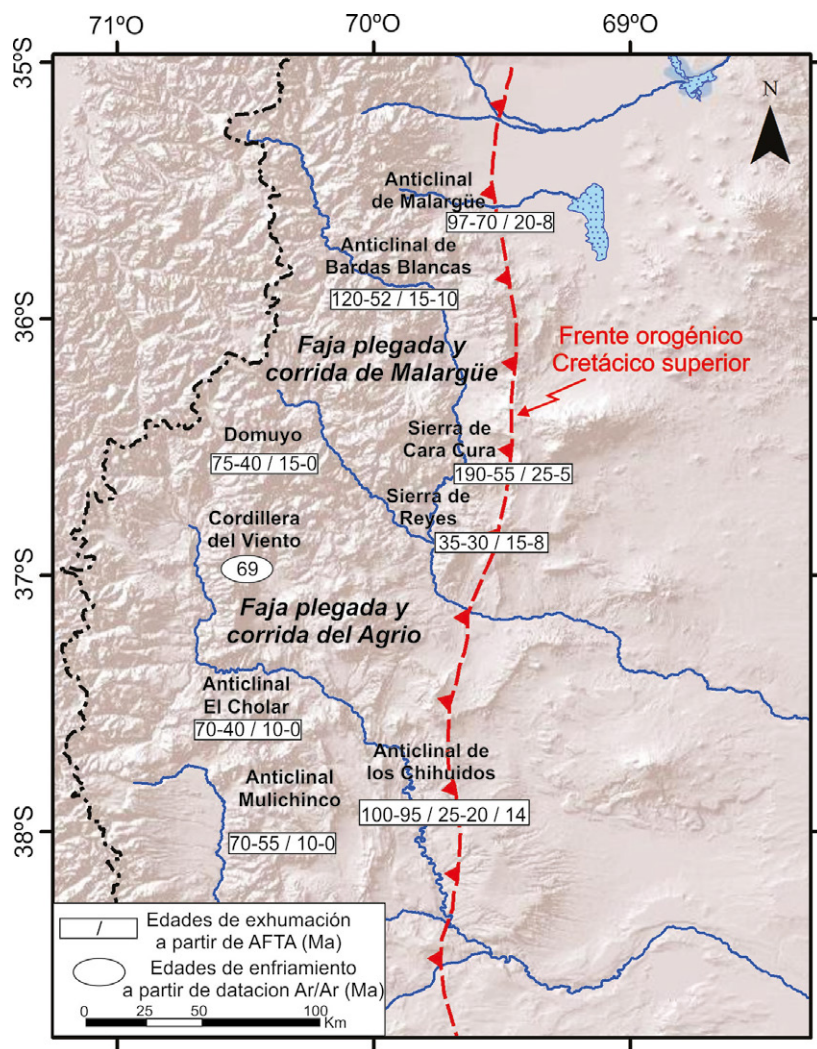 71ºO
70ºO
69ºO
35ºS
36ºS
37ºS
38ºS
N
Anticlinal
de Malargüe
97-70 / 20-8
Anticlinal de
Bardas Blancas
120-52 / 15-10
Faja plegada y
corrida de Malargüe
Frente orogénico
Cretácico superior
Domuyo
75-40 / 15-0
Sierra de
Cara Cura
190-55 / 25-5
Sierra de
Reyes
35-30 / 15-8
Cordillera
del Viento
69
Faja plegada y
corrida del Agrio
Anticlinal
El Cholar
70-40 / 10-0
Anticlinal de
los Chihuidos
100-95 / 25-20 / 14
Anticlinal
Mulichinco
70-55 / 10-0
/
Edades de exhumación
a partir de AFTA (Ma)
Edades de enfriamiento
a partir de datacion Ar/Ar (Ma)
0 25 50 100
Km